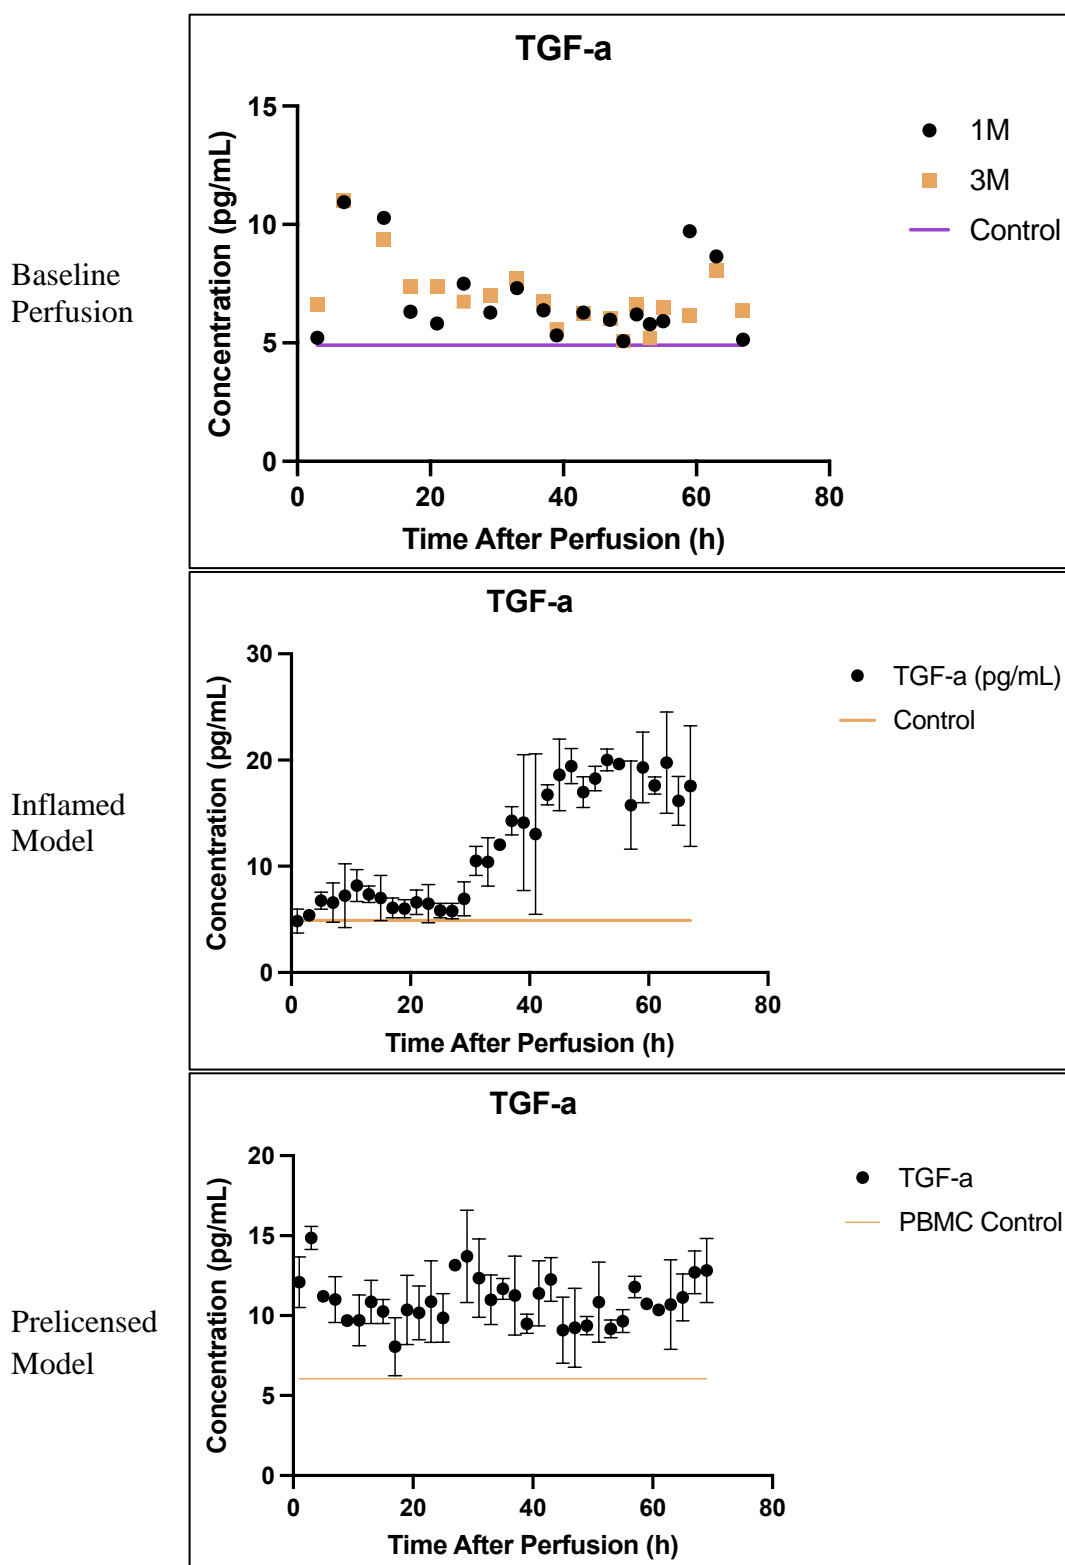 Baseline
Perfusion
TGF-a
Concentration (pg/mL)
15
10
5
0
0 20 40 60 80
Time After Perfusion (h)
1M
3M
Control
Inflamed
Model
TGF-a
Concentration (pg/mL)
30
20
10
0
0 20 40 60 80
Time After Perfusion (h)
TGF-a (pg/mL)
Control
Prelicensed
Model
TGF-a
Concentration (pg/mL)
20
15
10
5
0
0 20 40 60 80
Time After Perfusion (h)
TGF-a
PBMC Control